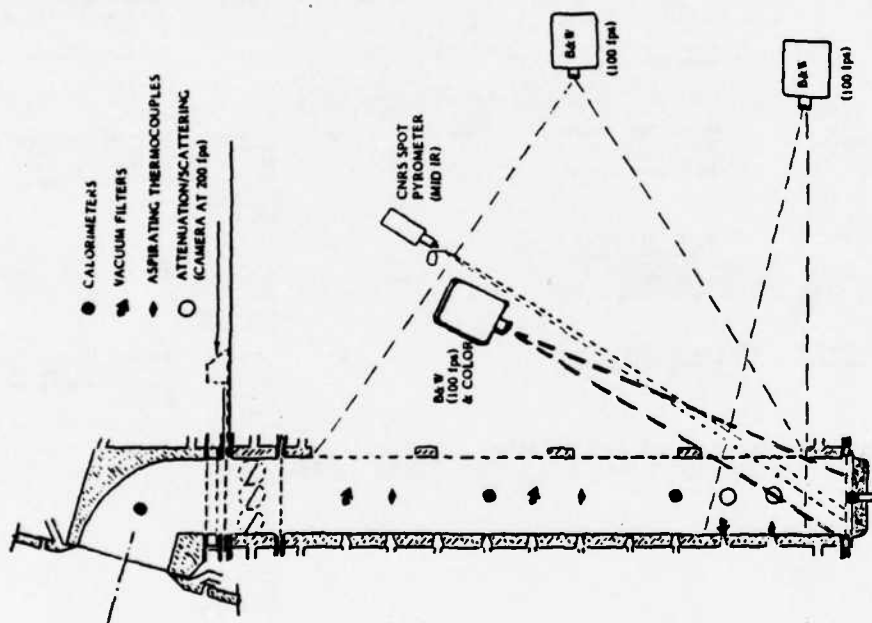 CALORIMETERS
VACUUM FILTERS
ASPIRATING THERMOCOUPLES
ATTENUATION/SCATTERING
(CAMERA AT 200 fps)
CNRS SPOT
PYROMETER
(MID IR)
B&W
(100 fps)
& COLOR
B&W
(100 fps)
B&W
(100 fps)